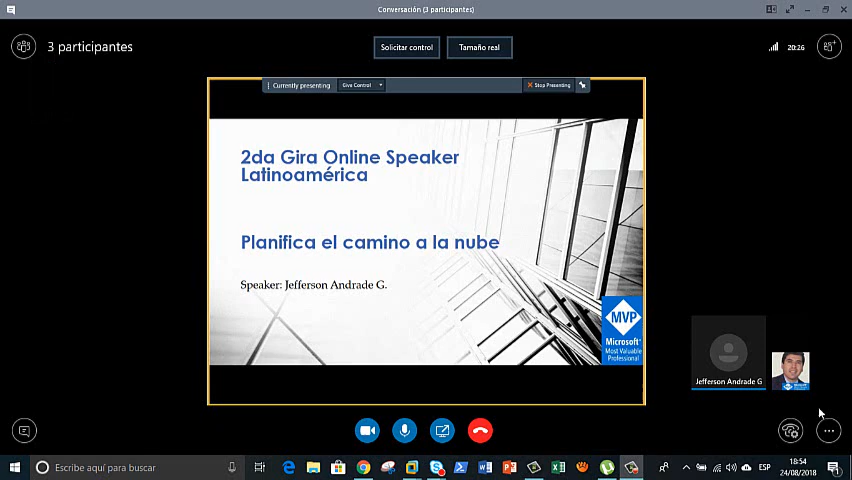 Conversación (3 participantes)
3 participantes
Solicitar control
Tamaño real
20:26
Currently presenting
Give Control
Stop Presenting
2da Gira Online Speaker
Latinoamérica
Planifica el camino a la nube
Speaker: Jefferson Andrade G.
MVP
Microsoft®
Most Valuable
Professional
Jefferson Andrade G
Escribe aquí para buscar
ESP
18:54
24/08/2018